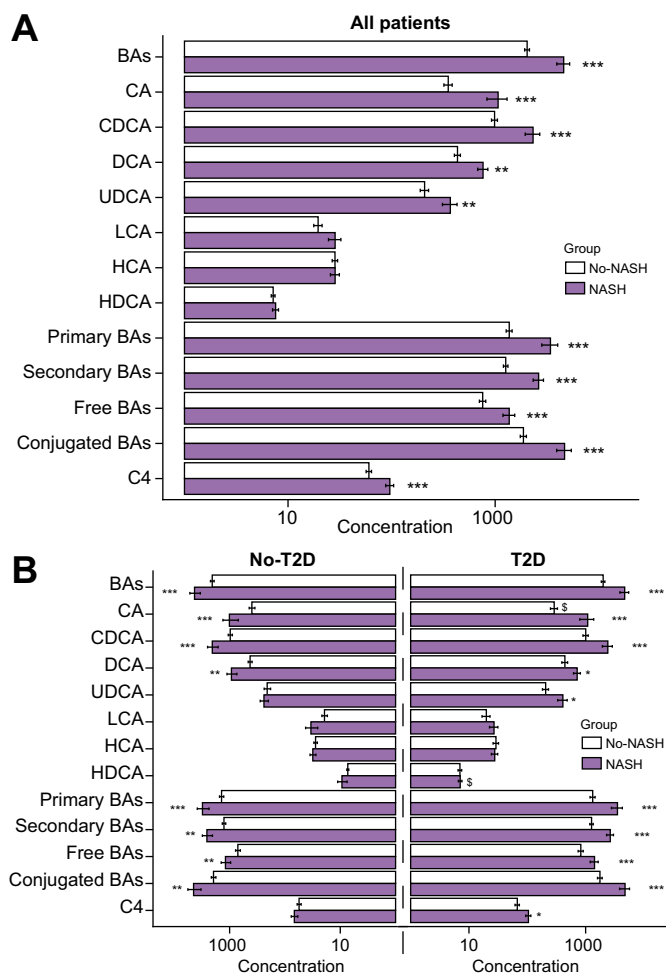 A
All patients
BAs
***
CA
***
CDCA
***
DCA
**
UDCA
**
LCA
HCA
HDCA
Primary BAs
***
Secondary BAs
***
Free BAs
***
Conjugated BAs
***
C4
***
Group
No-NASH
NASH
10 1000
Concentration
B
No-T2D T2D
BAs
*** ***
CA
$
*** ***
CDCA
*** ***
DCA
** *
UDCA
*
LCA
HCA
HDCA
$
Primary BAs
*** ***
Secondary BAs
** ***
Free BAs
** ***
Conjugated BAs
** ***
C4
*
Group
No-NASH
NASH
1000 10 10 1000
Concentration Concentration